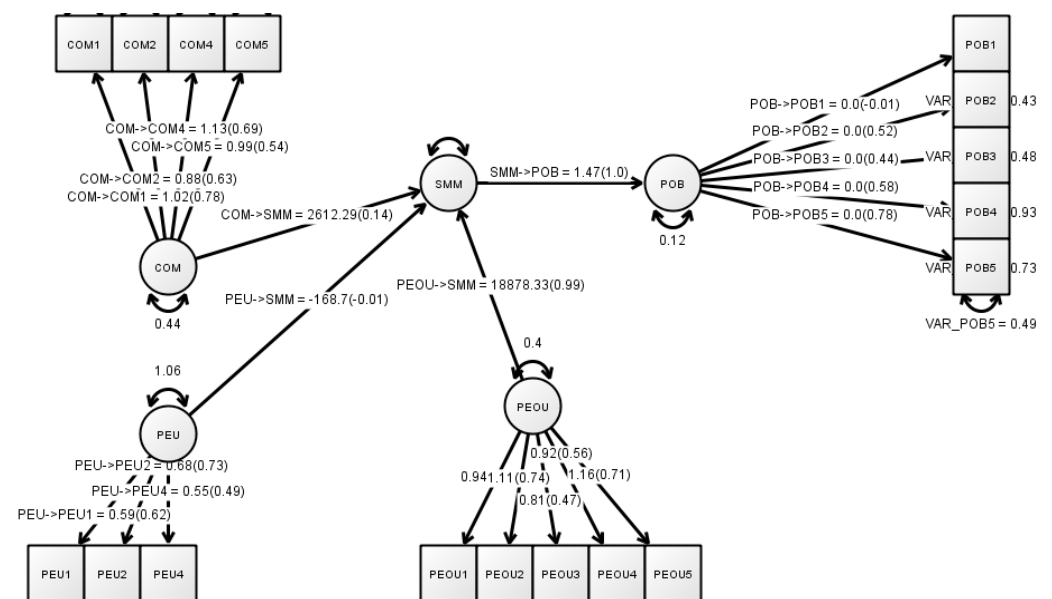 COM1 COM2 COM4 COM5
POB1
POB->POB1 = 0.0(-0.01)
VAR POB2 0.43
COM->COM4 = 1.13(0.69)
POB->POB2 = 0.0(0.52)
COM->COM5 = 0.99(0.54)
POB->POB3 = 0.0(0.44) VAR POB3 0.48
SMM->POB = 1.47(1.0)
COM->COM2 = 0.88(0.63)
SMM
POB
POB->POB4 = 0.0(0.58)
COM->COM1 = 1.02(0.78)
COM->SMM = 2612.29(0.14)
POB->POB5 = 0.0(0.78)
VAR POB4 0.93
0.12
COM
VAR POB5 0.73
PEOU->SMM = 18878.33(0.99)
PEU->SMM = -168.7(-0.01)
0.44
VAR_POB5 = 0.49
0.4
1.06
PEOU
PEU
0.92(0.56)
PEU->PEU2 = 0.68(0.73)
0.94 1.11(0.74) 1.16(0.71)
PEU->PEU4 = 0.55(0.49)
0.81(0.47)
PEU->PEU1 = 0.59(0.62)
PEU1 PEU2 PEU4 PEOU1 PEOU2 PEOU3 PEOU4 PEOU5